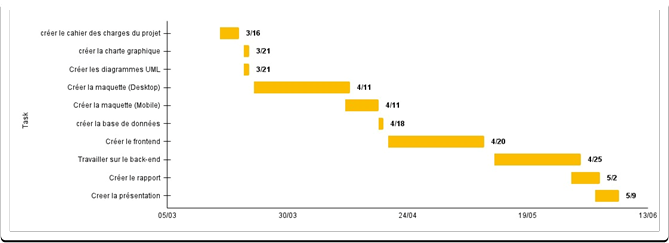 créer le cahier des charges du projet 3/16
créer la charte graphique 3/21
Créer les diagrammes UML 3/21
Créer la maquette (Desktop) 4/11
Créer la maquette (Mobile) 4/11
créer la base de données 4/18
Créer le frontend 4/20
Travailler sur le back-end 4/25
Créer le rapport 5/2
Creer la présentation 5/9
Task
05/03 30/03 24/04 19/05 13/06